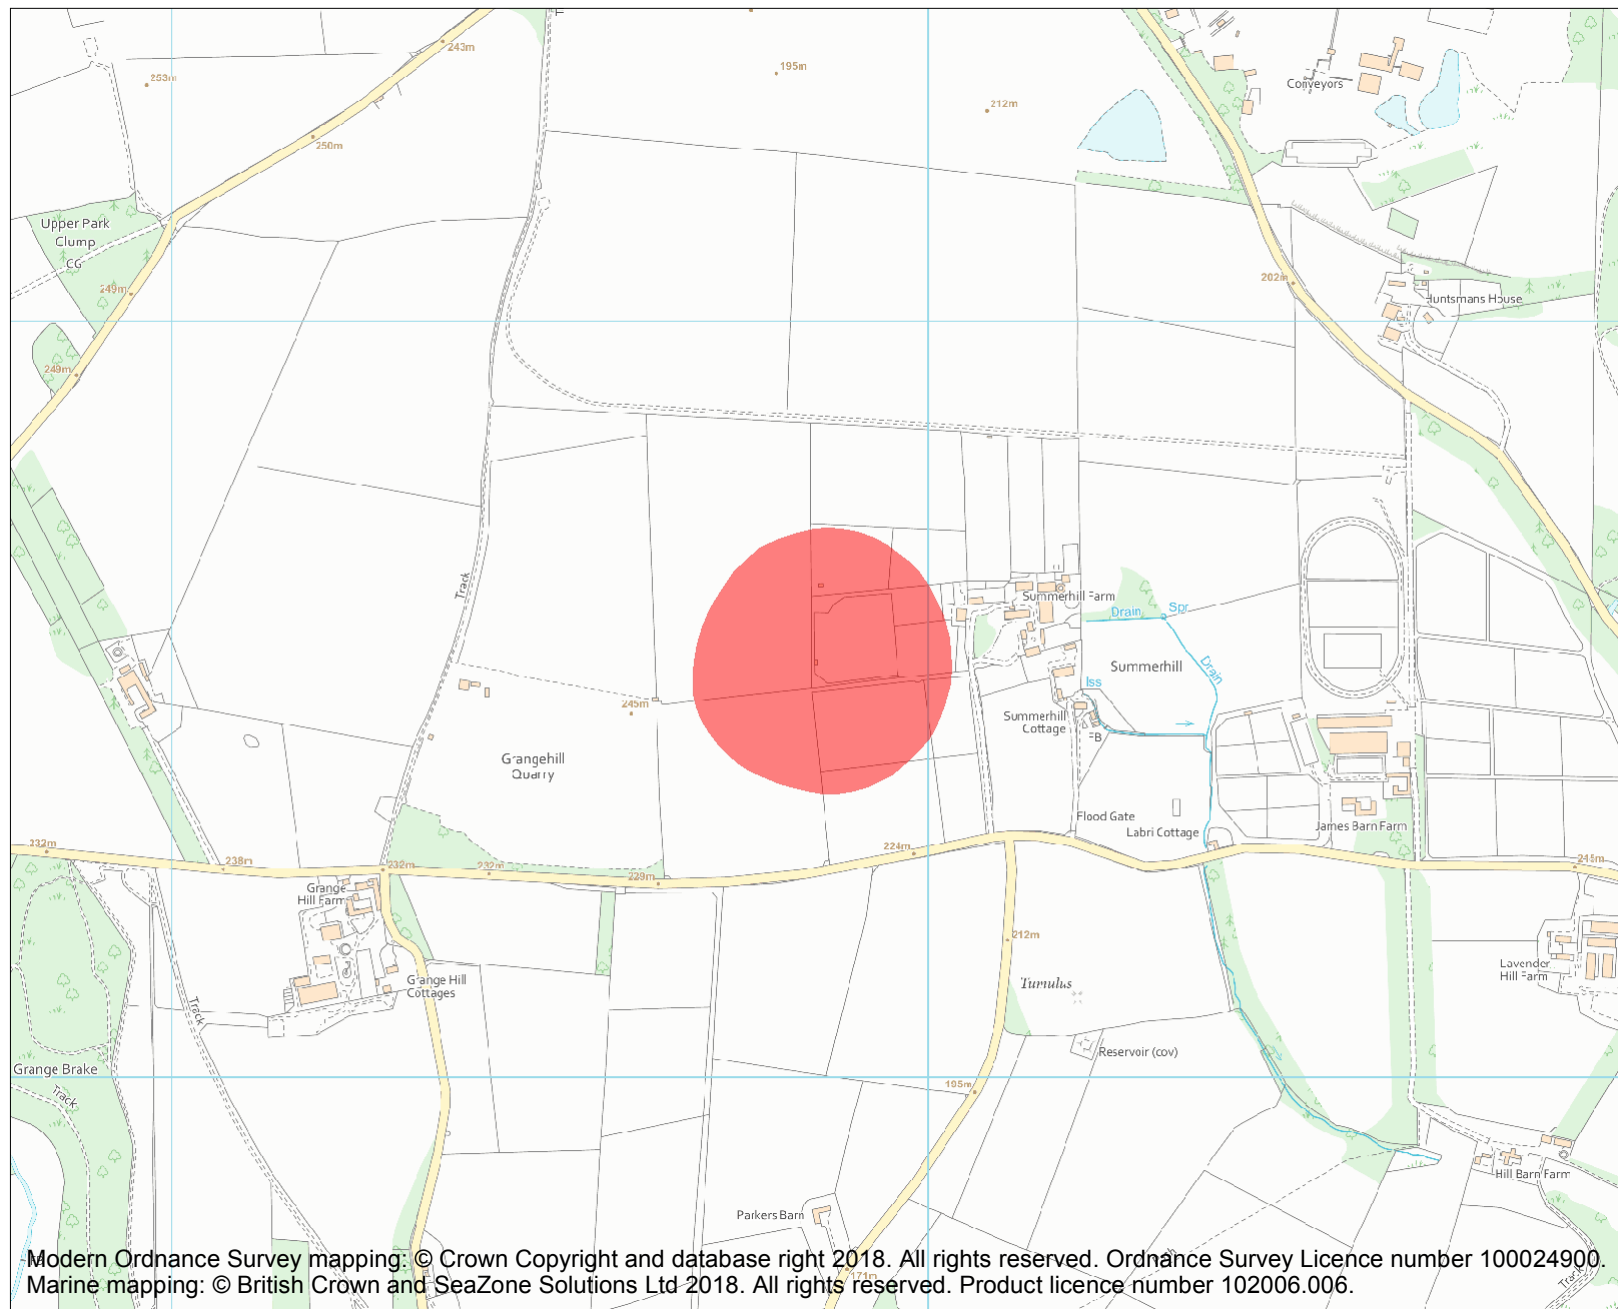 243m
253m
195m
212m
Conveyors
250m
Upper Park
Clump
CG
249m
202m
Huntsmans House
249m
Track
Summerhill Farm
Drain
Spr
Summerhill
Drain
Iss
245m
Summerhill
Cottage
FB
Grangehill
Quarry
Flood Gate
Labri Cottage
James Barn Farm
232m
238m
232m
232m
229m
224m
215m
Grange
Hill Farm
212m
Grange Hill
Cottages
Tumulus
Lavender
Hill Farm
Track
Reservoir (cov)
Grange Brake
Track
195m
Hill Barn Farm
Parkers Barn
171m
Track
Modern Ordnance Survey mapping: © Crown Copyright and database right 2018. All rights reserved. Ordnance Survey Licence number 100024900.
Marine mapping: © British Crown and SeaZone Solutions Ltd 2018. All rights reserved. Product licence number 102006.006.